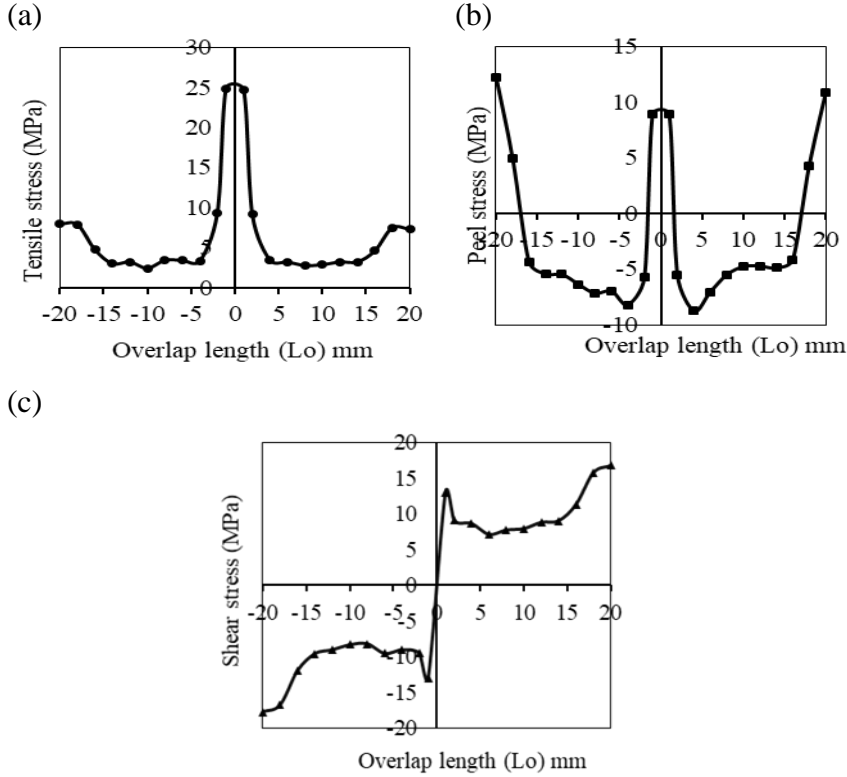 (a)
(b)
30
25
20
15
10
5
0
-20 -15 -10 -5 0 5 10 15 20
Tensile stress (MPa)
Overlap length (Lo) mm
15
10
5
0
-5
-10
-20 -15 -10 -5 0 5 10 15 20
Peel stress (MPa)
Overlap length (Lo) mm
(c)
20
15
10
5
0
-5
-10
-15
-20
-20 -15 -10 -5 0 5 10 15 20
Shear stress (MPa)
Overlap length (Lo) mm